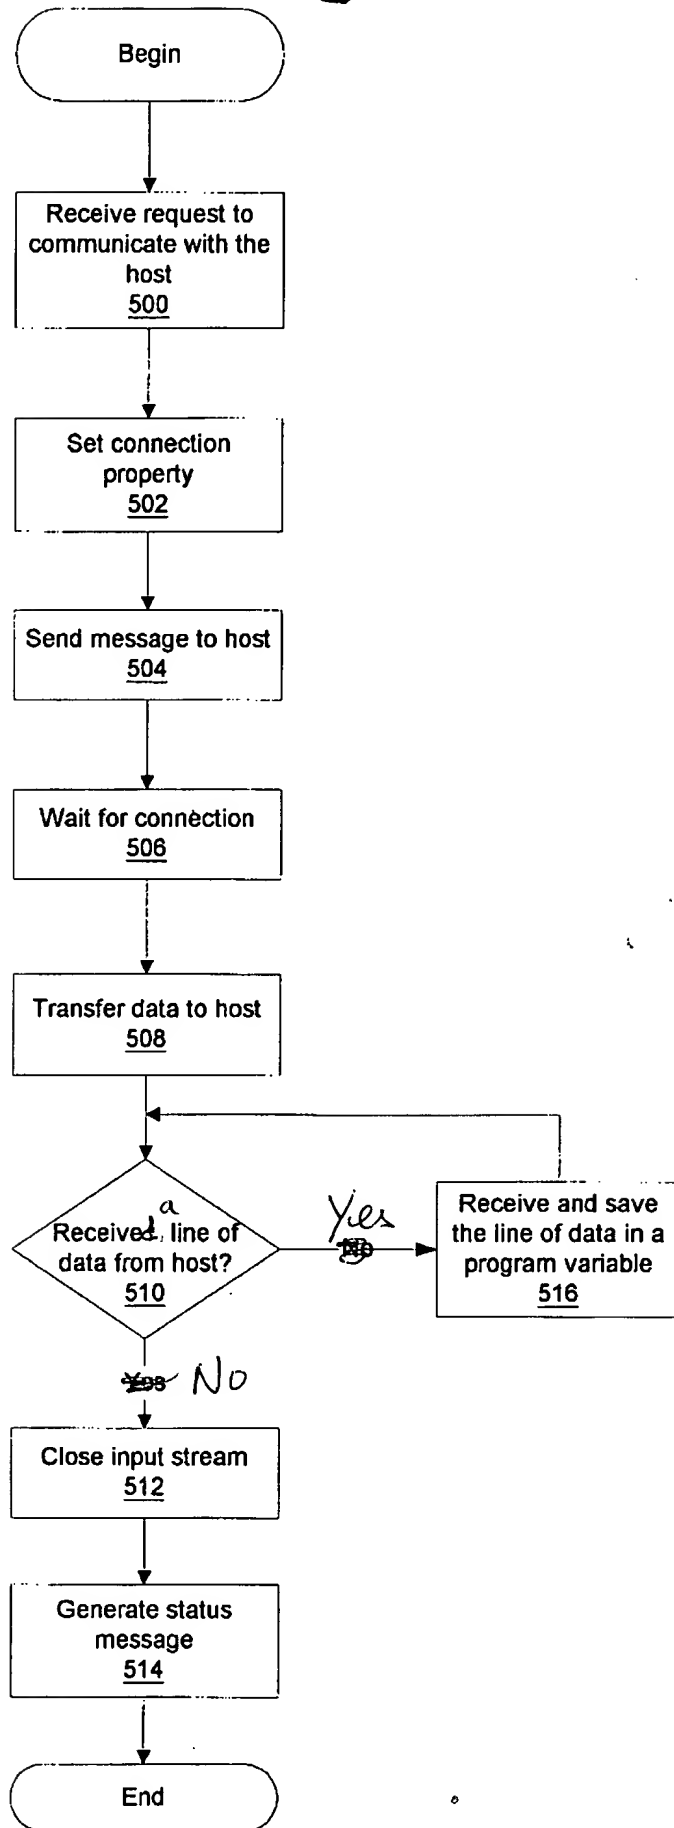 Begin
Receive request to
communicate with the
host
500
Set connection
property
502
Send message to host
504
Wait for connection
506
Transfer data to host
508
Received a line of
data from host?
510
Yes
No
Receive and save
the line of data in a
program variable
516
Yes No
Close input stream
512
Generate status
message
514
End